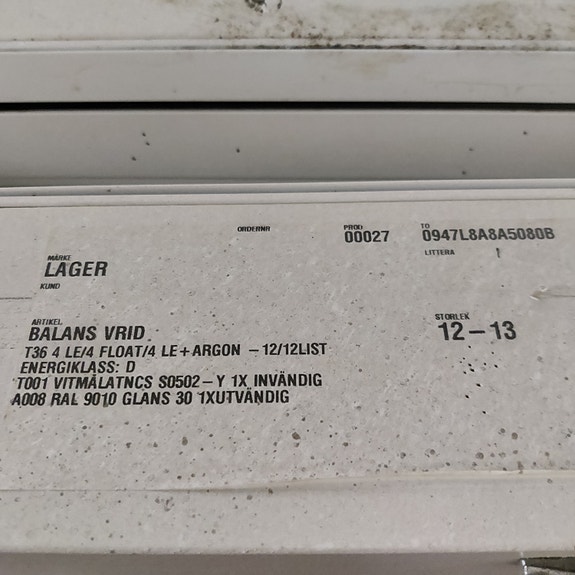 ORDERNR
PROD
00027
TO
0947L8A8A5080B
LITTERA
MÄRKE
LAGER
KUND
ARTIKEL
BALANS VRID
STORLEK
12-13
T36 4 LE/4 FLOAT/4 LE+ARGON -12/12LIST
ENERGIKLASS: D
T001 VITMÅLATNCS S0502-Y 1X INVÄNDIG
A008 RAL 9010 GLANS 30 1XUTVÄNDIG